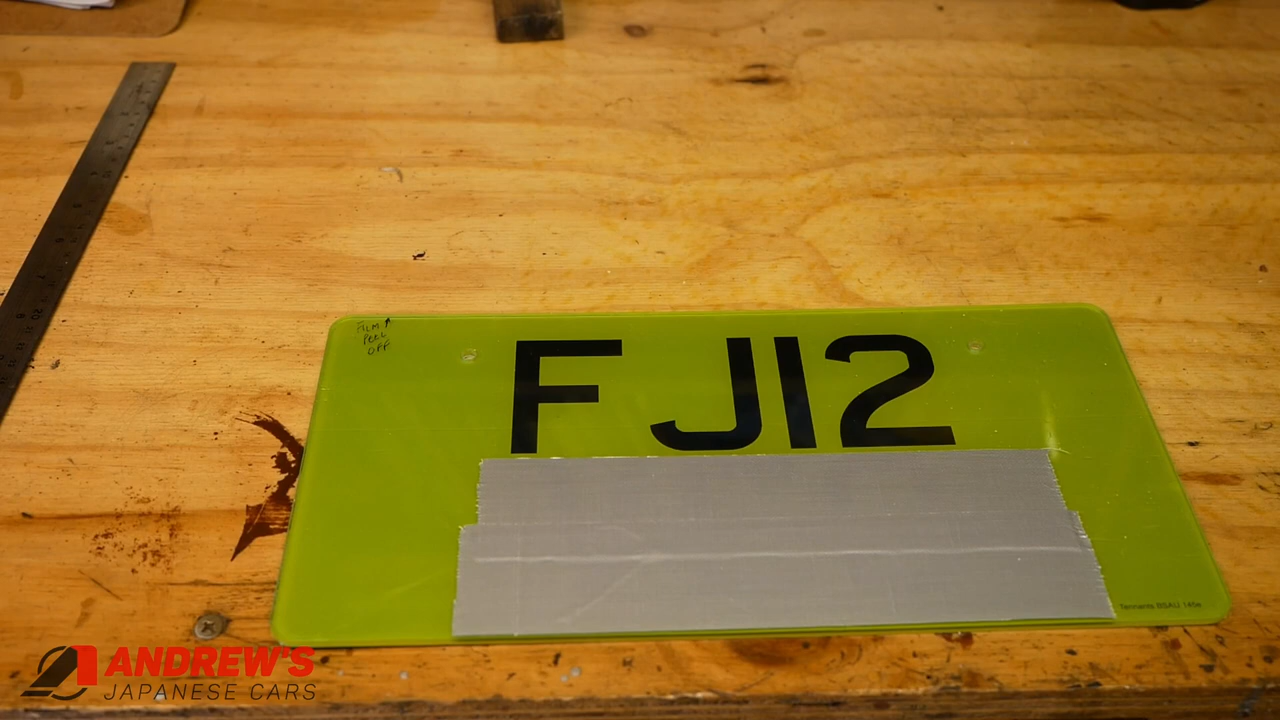 FILM
PEEL
OFF
FJ12
Tennants BSAU 145e
ANDREW'S
JAPANESE CARS